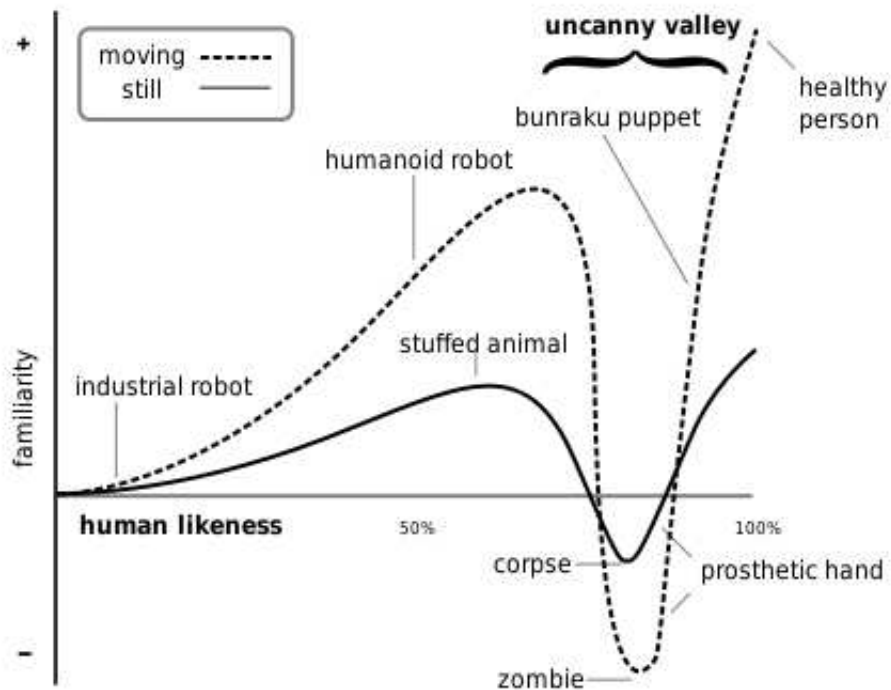 +
uncanny valley
moving
still
healthy
person
bunraku puppet
humanoid robot
stuffed animal
industrial robot
familiarity
human likeness
50%
100%
corpse
prosthetic hand
–
zombie